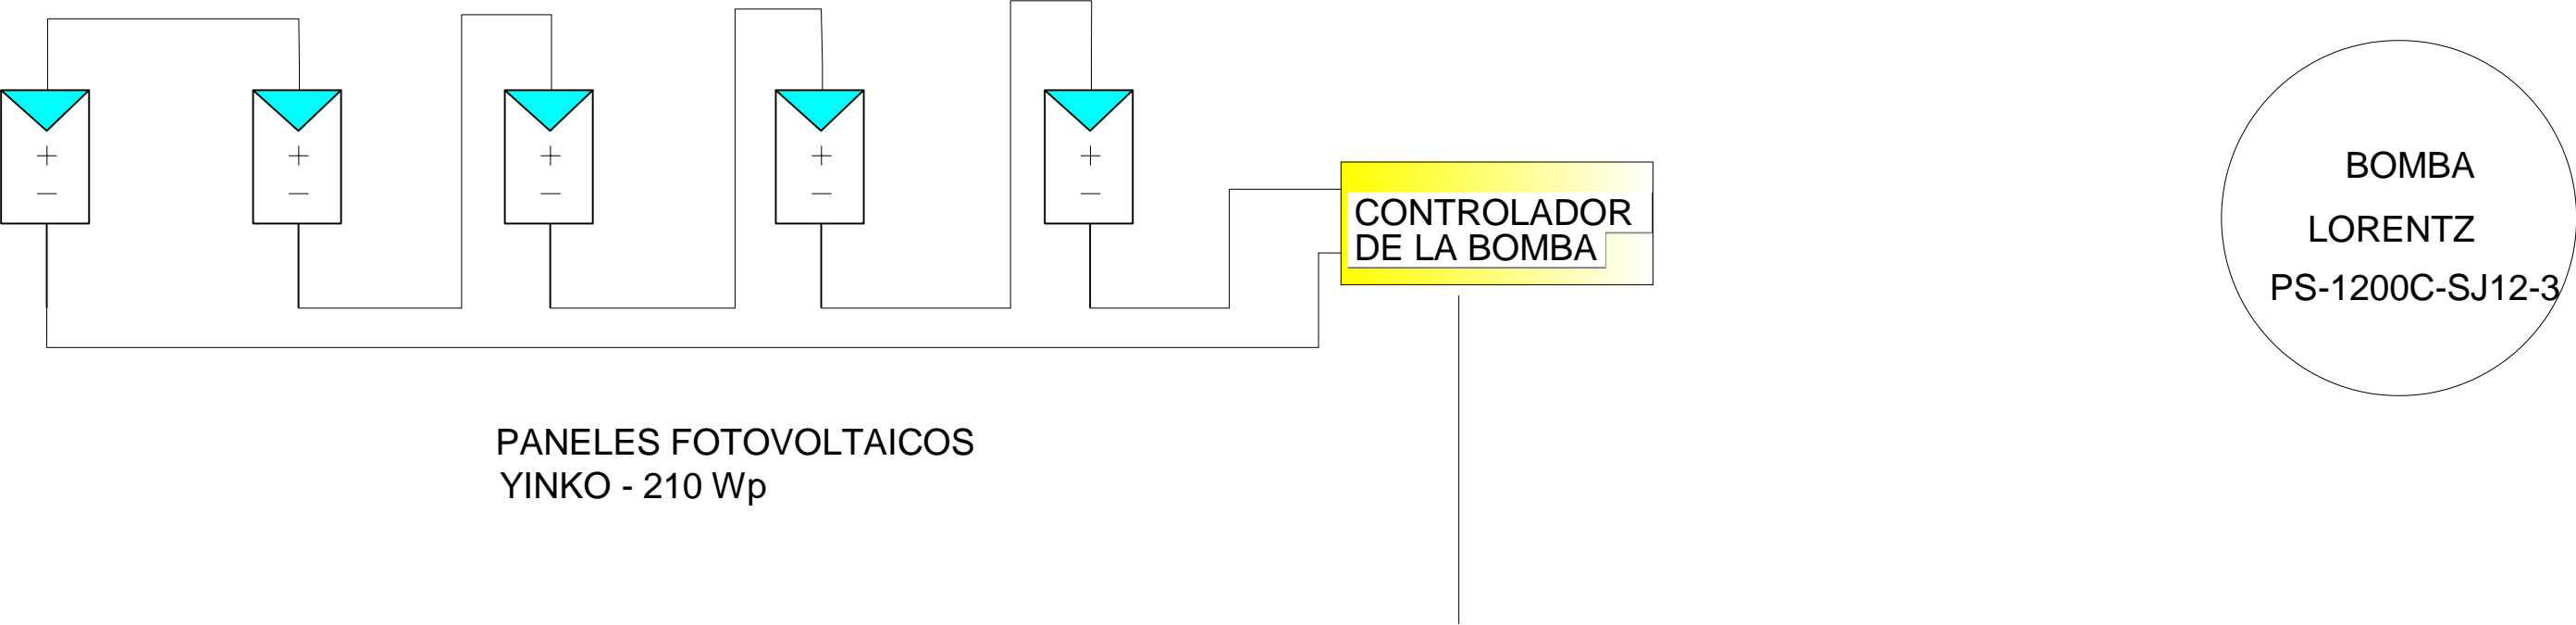 +
+
+
+
+
−
−
−
−
−
CONTROLADOR
DE LA BOMBA
BOMBA
LORENTZ
PS-1200C-SJ12-3
PANELES FOTOVOLTAICOS
YINKO - 210 Wp